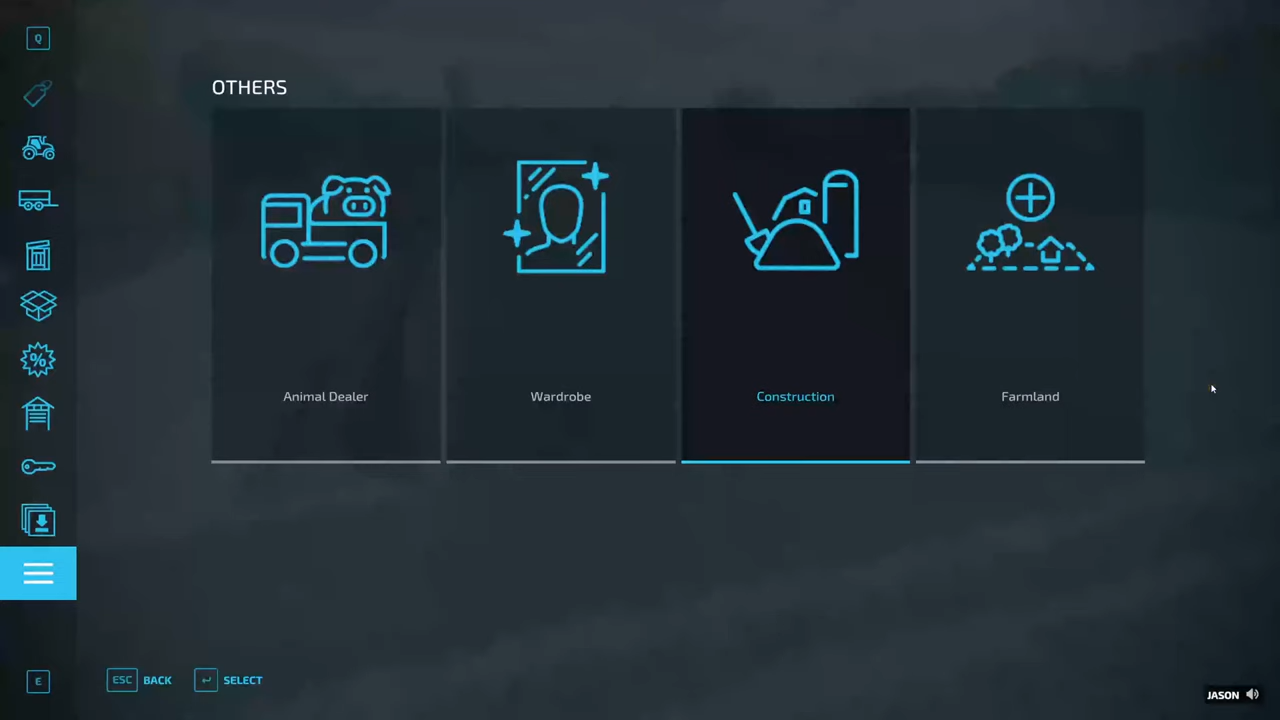 Q
OTHERS
%
Animal Dealer
Wardrobe
Construction
Farmland
E
ESC BACK
SELECT
JASON